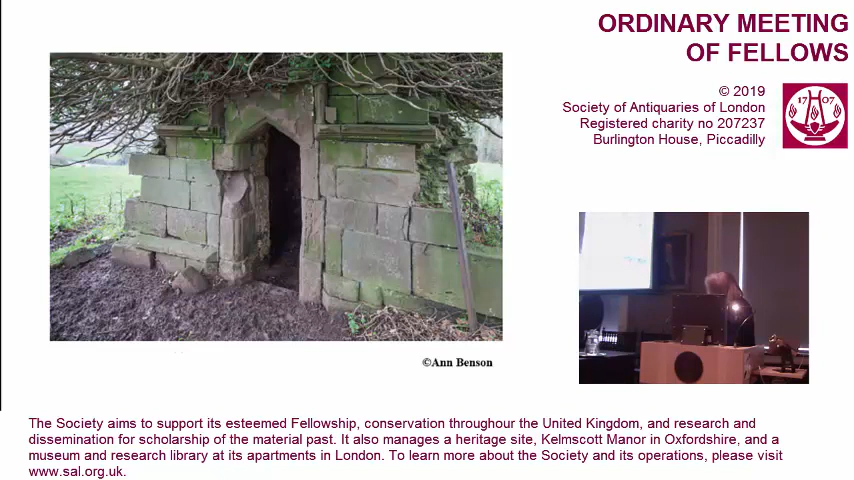 ORDINARY MEETING
OF FELLOWS
© 2019
Society of Antiquaries of London
Registered charity no 207237
Burlington House, Piccadilly
17 07
©Ann Benson
The Society aims to support its esteemed Fellowship, conservation throughour the United Kingdom, and research and
dissemination for scholarship of the material past. It also manages a heritage site, Kelmscott Manor in Oxfordshire, and a
museum and research library at its apartments in London. To learn more about the Society and its operations, please visit
www.sal.org.uk.